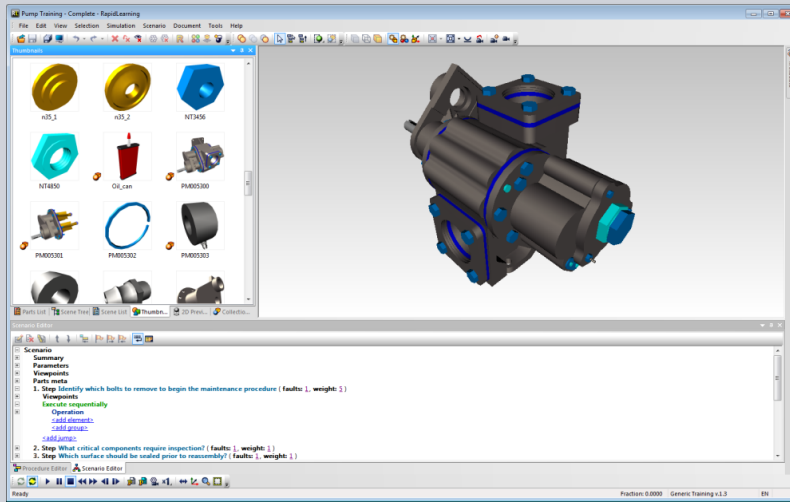 Pump Training - Complete - RapidLearning
File Edit View Selection Simulation Scenario Document Tools Help
Thumbnails
n35_1 n35_2 NT3456
NT4850 Oil_can PM005300
PM005301 PM005302 PM005303
Parts List Scene Tree Scene List Thumbn... 2D Previ... Collectio...
Scenario Editor
Scenario
Summary
Parameters
Viewpoints
Parts meta
1. Step Identify which bolts to remove to begin the maintenance procedure ( faults: 1, weight: 5 )
Viewpoints
Execute sequentially
Operation
<add element>
<add group>
<add jump>
2. Step What critical components require inspection? ( faults: 1, weight: 1 )
3. Step Which surface should be sealed prior to reassembly? ( faults: 1, weight: 1 )
Procedure Editor Scenario Editor
x1
Ready Fraction: 0.0000 Generic Training v.1.3 EN